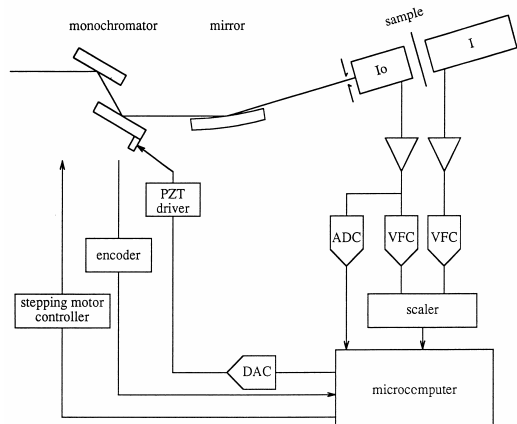 monochromator
mirror
sample
Io
I
PZT
driver
ADC
VFC
VFC
encoder
stepping motor
controller
scaler
DAC
microcomputer